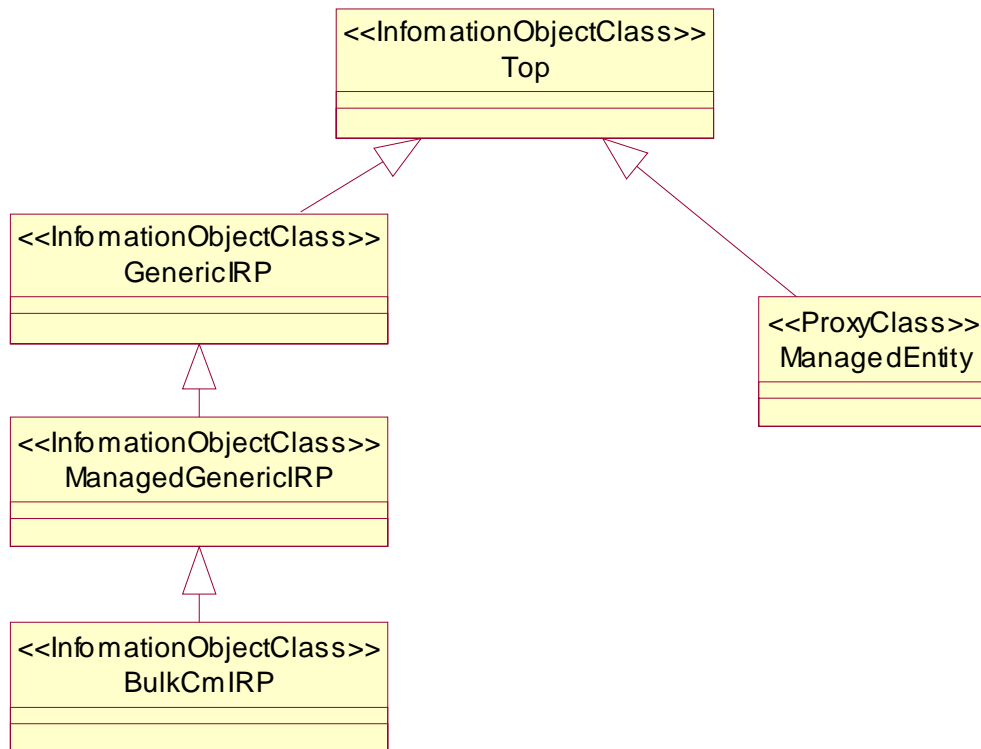 <<InfomationObjectClass>>
Top
<<InfomationObjectClass>>
GenericIRP
<<ProxyClass>>
ManagedEntity
<<InfomationObjectClass>>
ManagedGenericIRP
<<InfomationObjectClass>>
BulkCmIRP